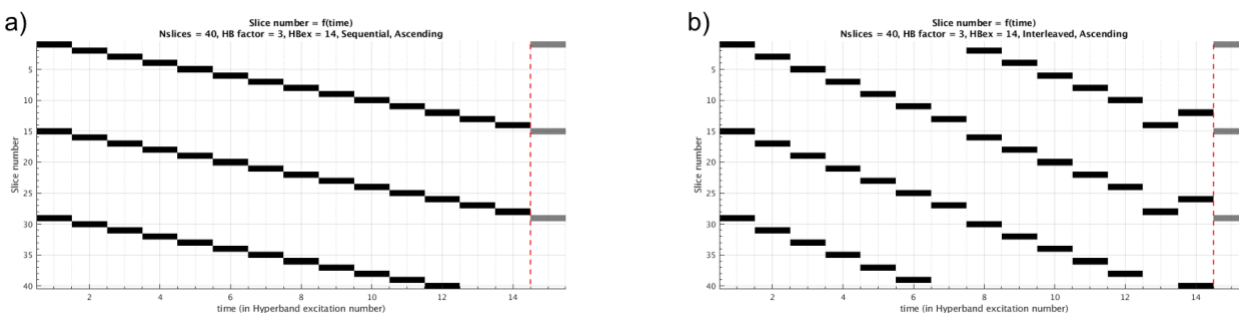 a)
Slice number = f(time)
Nslices = 40, HB factor = 3, HBex = 14, Sequential, Ascending
5
10
15
20
25
30
35
40
Slice number
2 4 6 8 10 12 14
time (in Hyperband excitation number)
b)
Slice number = f(time)
Nslices = 40, HB factor = 3, HBex = 14, Interleaved, Ascending
5
10
15
20
25
30
35
40
Slice number
2 4 6 8 10 12 14
time (in Hyperband excitation number)